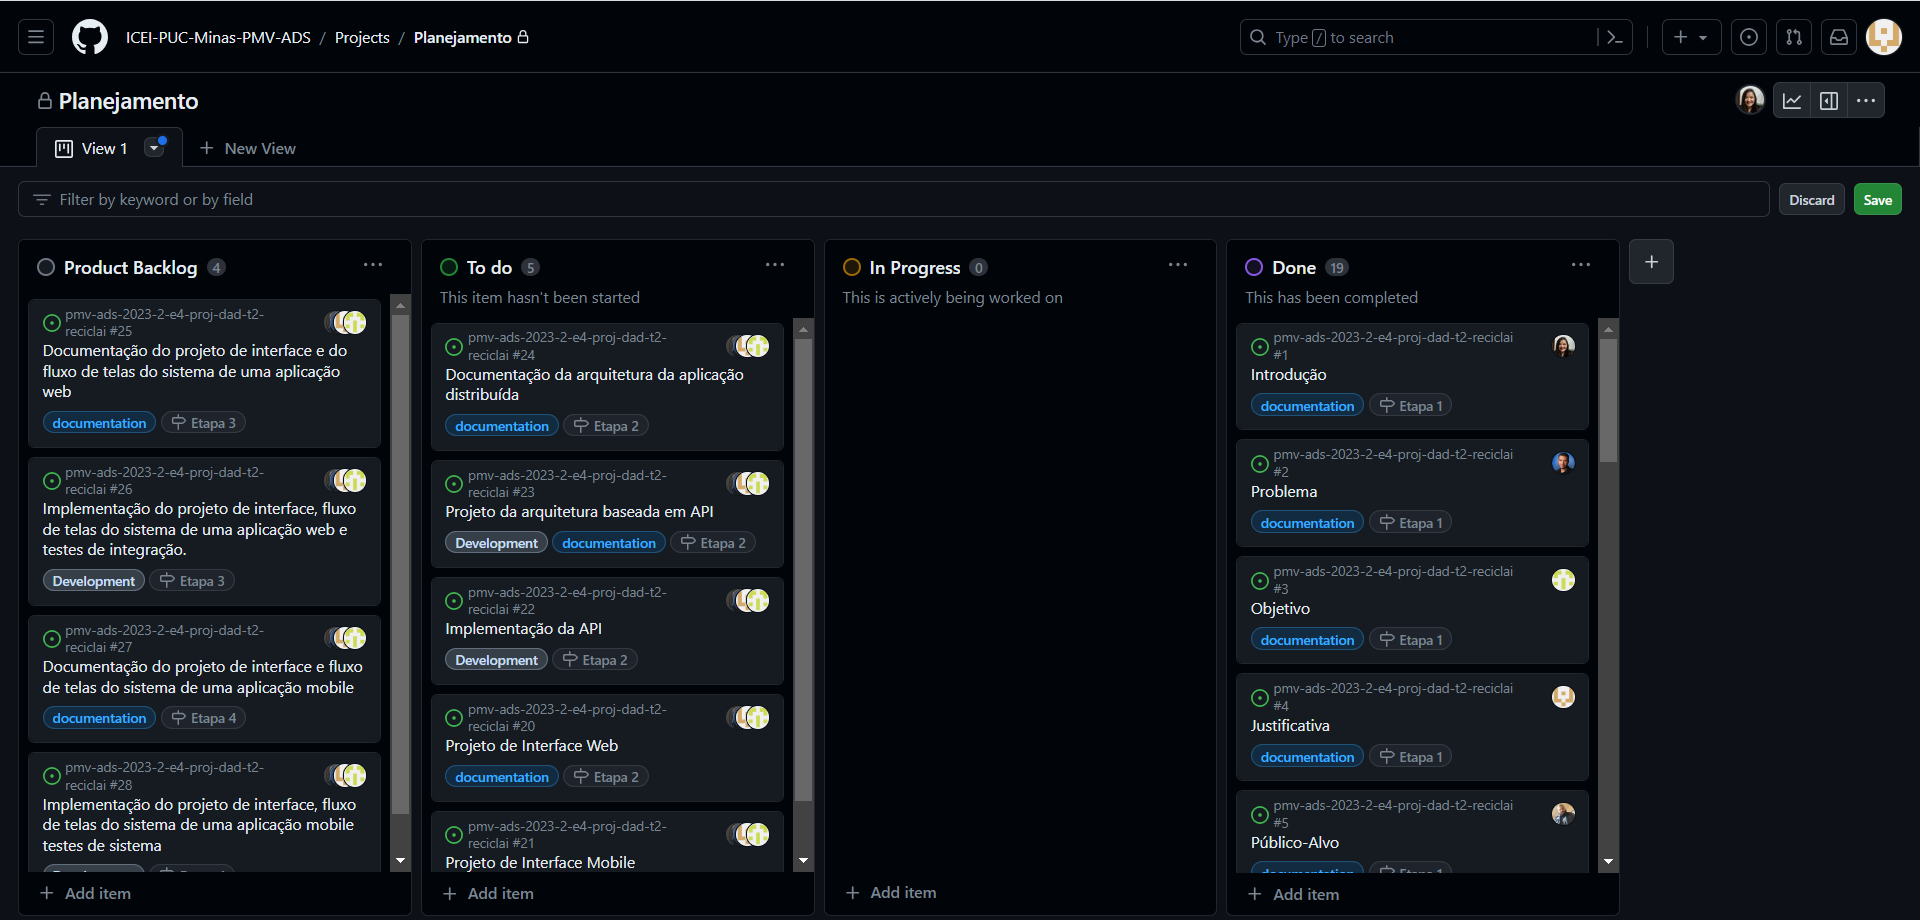 ICEI-PUC-Minas-PMV-ADS / Projects / Planejamento
Type / to search
Planejamento
View 1
New View
Filter by keyword or by field
Discard
Save
Product Backlog 4
pmv-ads-2023-2-e4-proj-dad-t2-
reciclai #25
Documentação do projeto de interface e do
fluxo de telas do sistema de uma aplicação
web
documentation Etapa 3
pmv-ads-2023-2-e4-proj-dad-t2-
reciclai #26
Implementação do projeto de interface, fluxo
de telas do sistema de uma aplicação web e
testes de integração.
Development Etapa 3
pmv-ads-2023-2-e4-proj-dad-t2-
reciclai #27
Documentação do projeto de interface e fluxo
de telas do sistema de uma aplicação mobile
documentation Etapa 4
pmv-ads-2023-2-e4-proj-dad-t2-
reciclai #28
Implementação do projeto de interface, fluxo
de telas do sistema de uma aplicação mobile
testes de sistema
Add item
To do 5
This item hasn't been started
pmv-ads-2023-2-e4-proj-dad-t2-
reciclai #24
Documentação da arquitetura da aplicação
distribuída
documentation Etapa 2
pmv-ads-2023-2-e4-proj-dad-t2-
reciclai #23
Projeto da arquitetura baseada em API
Development documentation Etapa 2
pmv-ads-2023-2-e4-proj-dad-t2-
reciclai #22
Implementação da API
Development Etapa 2
pmv-ads-2023-2-e4-proj-dad-t2-
reciclai #20
Projeto de Interface Web
documentation Etapa 2
pmv-ads-2023-2-e4-proj-dad-t2-
reciclai #21
Projeto de Interface Mobile
Add item
In Progress 0
This is actively being worked on
Add item
Done 19
This has been completed
pmv-ads-2023-2-e4-proj-dad-t2-reciclai
#1
Introdução
documentation Etapa 1
pmv-ads-2023-2-e4-proj-dad-t2-reciclai
#2
Problema
documentation Etapa 1
pmv-ads-2023-2-e4-proj-dad-t2-reciclai
#3
Objetivo
documentation Etapa 1
pmv-ads-2023-2-e4-proj-dad-t2-reciclai
#4
Justificativa
documentation Etapa 1
pmv-ads-2023-2-e4-proj-dad-t2-reciclai
#5
Público-Alvo
documentation Etapa 1
Add item